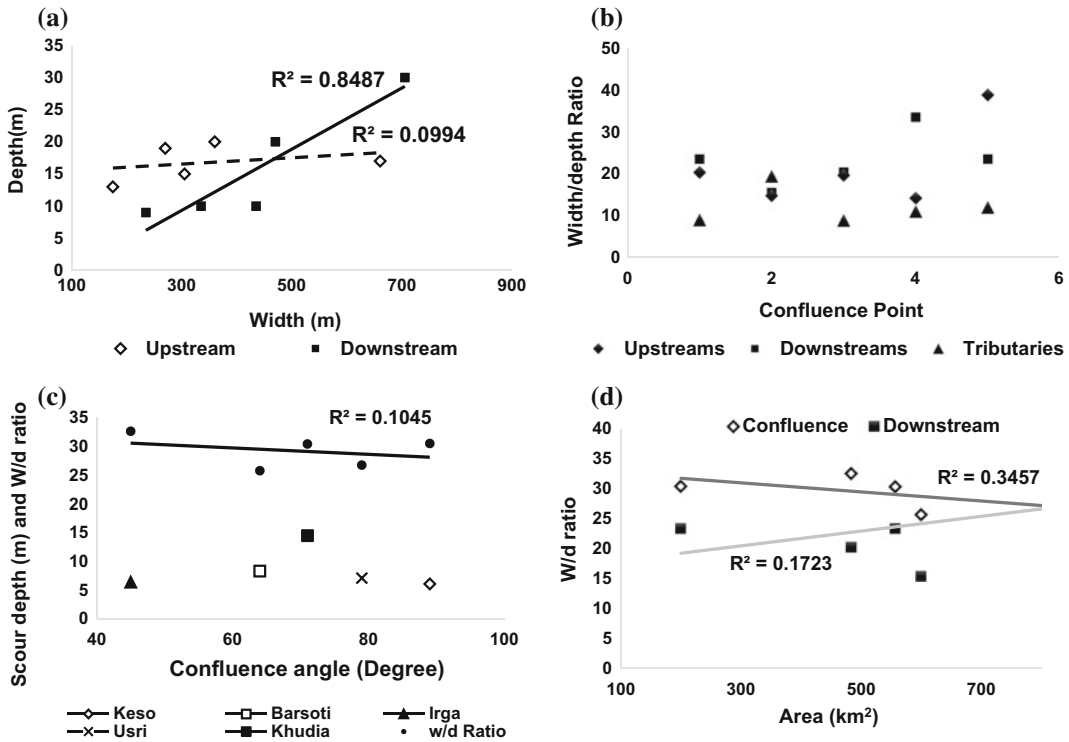 (a)
35
30
25
20
15
10
5
0
Depth(m)
R² = 0.8487
R² = 0.0994
100 300 500 700 900
Width (m)
Upstream Downstream
(b)
50
40
30
20
10
0
Width/depth Ratio
0 2 4 6
Confluence Point
Upstreams Downstreams Tributaries
(c)
35
30
25
20
15
10
5
0
Scour depth (m) and W/d ratio
R² = 0.1045
40 60 80 100
Confluence angle (Degree)
Keso Barsoti Irga
Usri Khudia w/d Ratio
(d)
40
35
30
25
20
15
10
5
0
W/d ratio
Confluence Downstream
R² = 0.3457
R² = 0.1723
100 300 500 700
Area (km²)